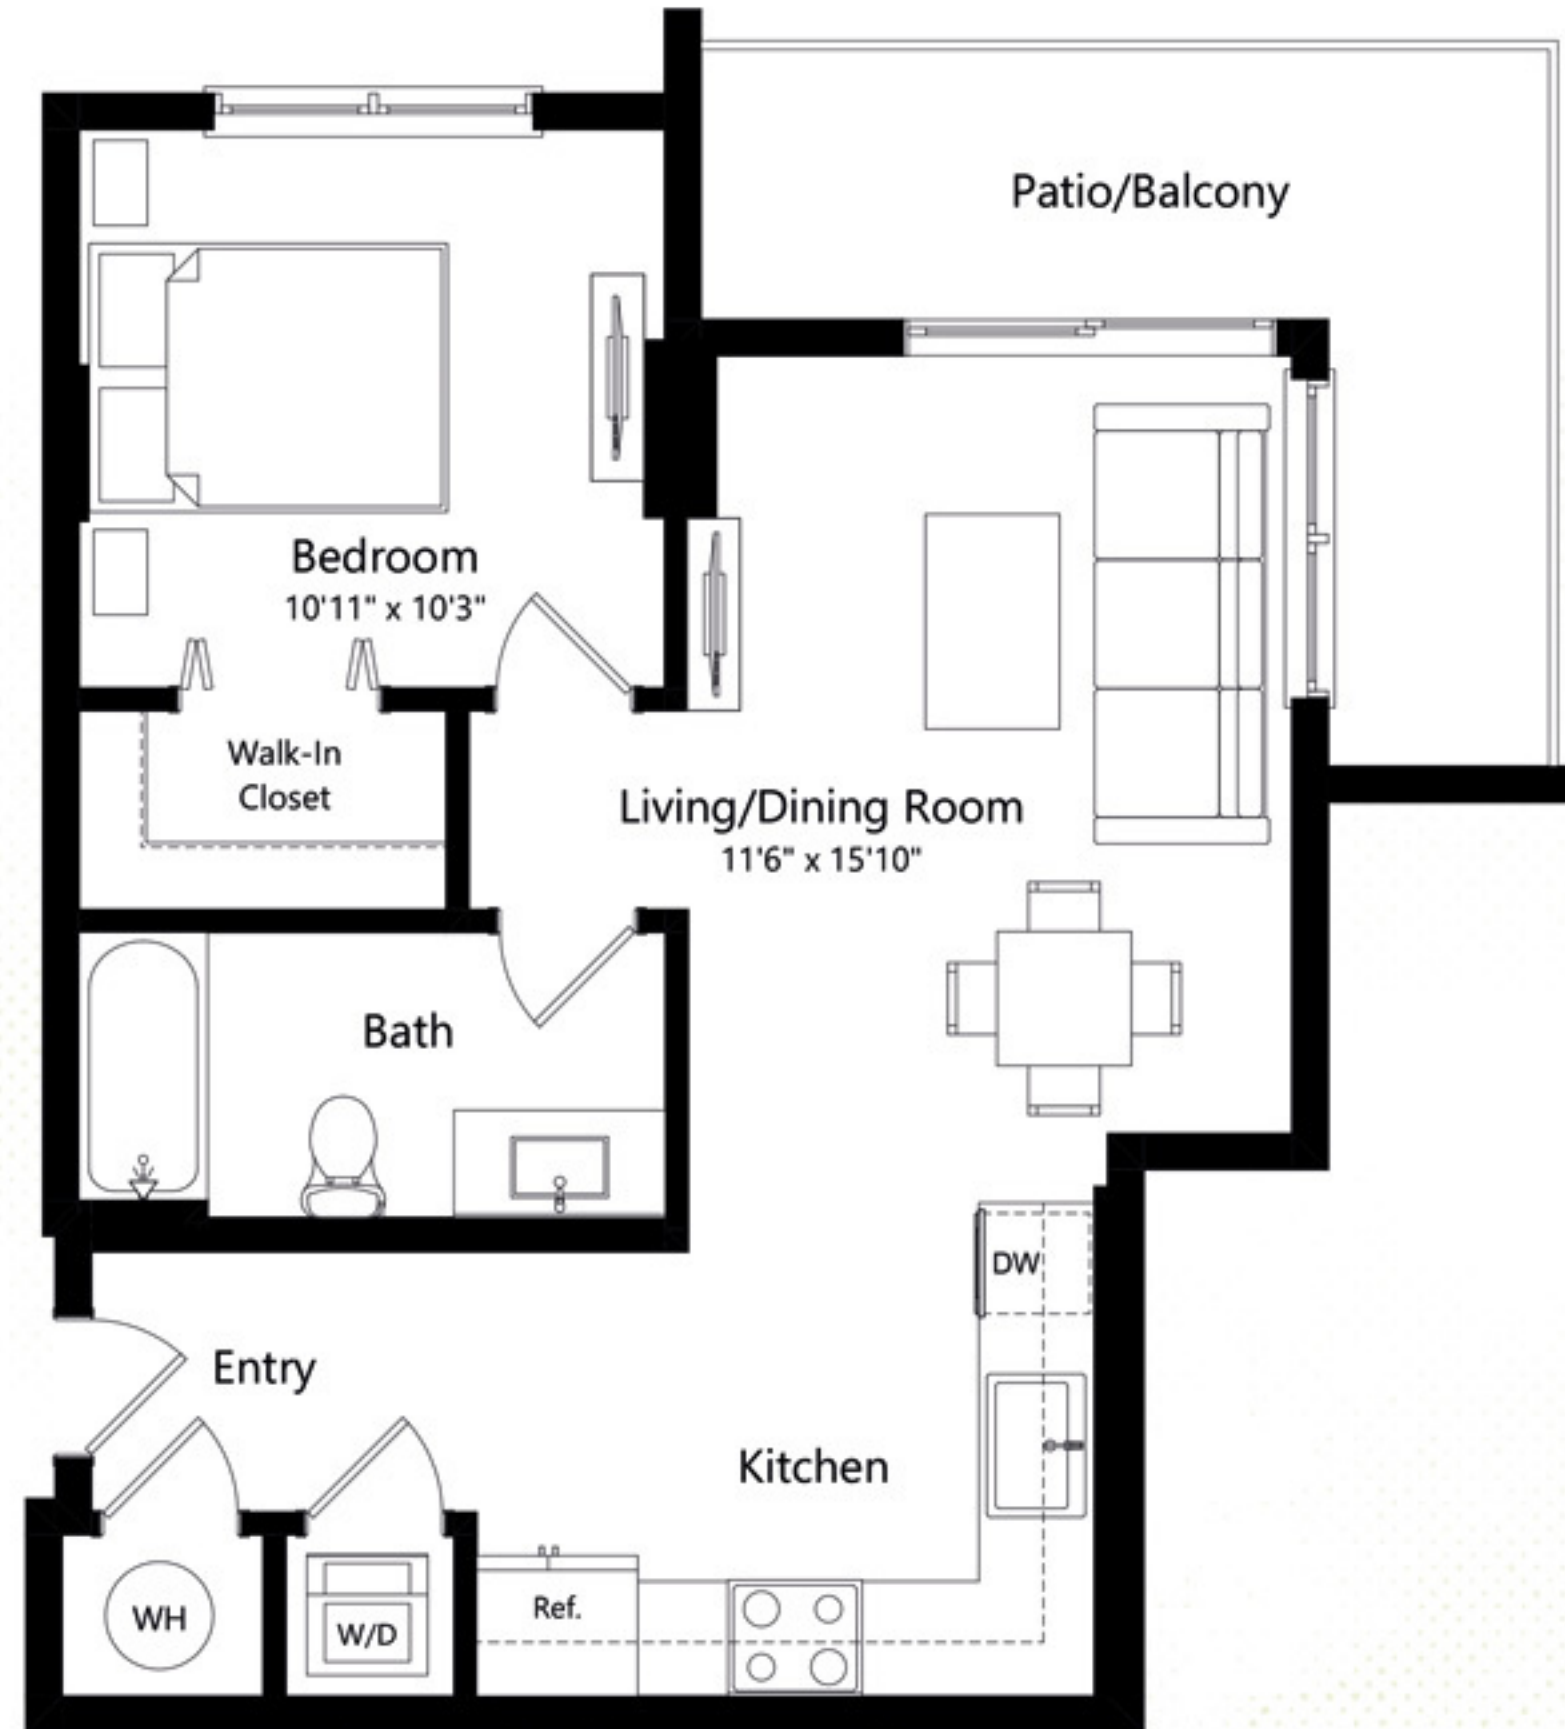 Patio/Balcony
Bedroom
10'11" x 10'3"
Walk-In
Closet
Living/Dining Room
11'6" x 15'10"
Bath
DW
Entry
Kitchen
Ref.
WH
W/D